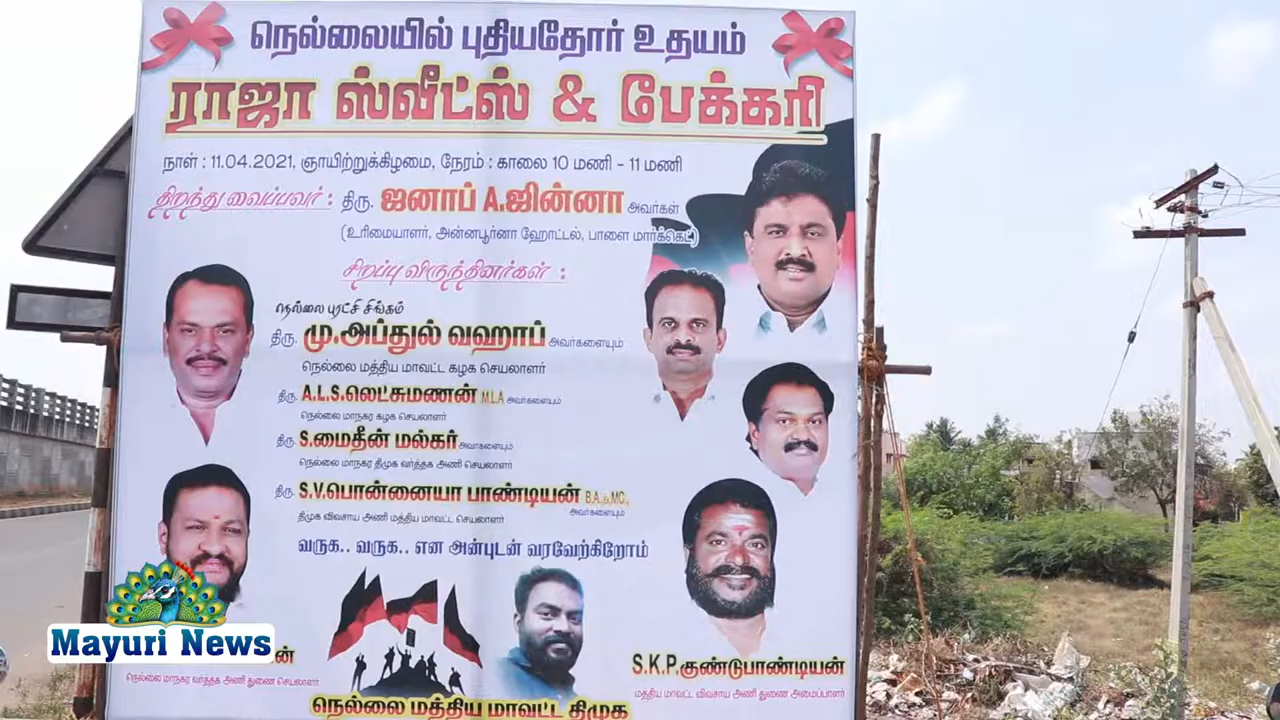 நெல்லையில் புதியதோர் உதயம்
ராஜா ஸ்வீட்ஸ் & பேக்கரி
நாள் : 11.04.2021, ஞாயிற்றுக்கிழமை, நேரம் : காலை 10 மணி - 11 மணி
திறந்து வைப்பவர் : திரு. ஜனாப் A.ஜின்னா அவர்கள்
(உரிமையாளர், அன்னபூர்னா ஹோட்டல், பாளை மார்க்கெட்)
சிறப்பு விருந்தினர்கள் :
நெல்லை புரட்சி சிங்கம்
திரு. மு.அப்துல் வஹாப் அவர்களையும்
நெல்லை மத்திய மாவட்ட கழக செயலாளர்
திரு. A.L.S.லெட்சுமணன் M.L.A அவர்களையும்
நெல்லை மாநகர கழக செயலாளர்
திரு. S.மைதீன் மல்கர் அவர்களையும்
நெல்லை மாநகர திமுக வர்த்தக அணி செயலாளர்
திரு. S.V.பொன்னையா பாண்டியன் B.A., அவர்களையும்
திமுக விவசாய அணி மத்திய மாவட்ட செயலாளர்
வருக.. வருக.. என அன்புடன் வரவேற்கிறோம்
Mayuri News
நெல்லை மாநகர வர்த்தக அணி துணை செயலாளர்
S.K.P.குண்டுபாண்டியன்
மத்திய மாவட்ட விவசாய அணி துணை அமைப்பாளர்
நெல்லை மத்திய மாவட்ட திமுக